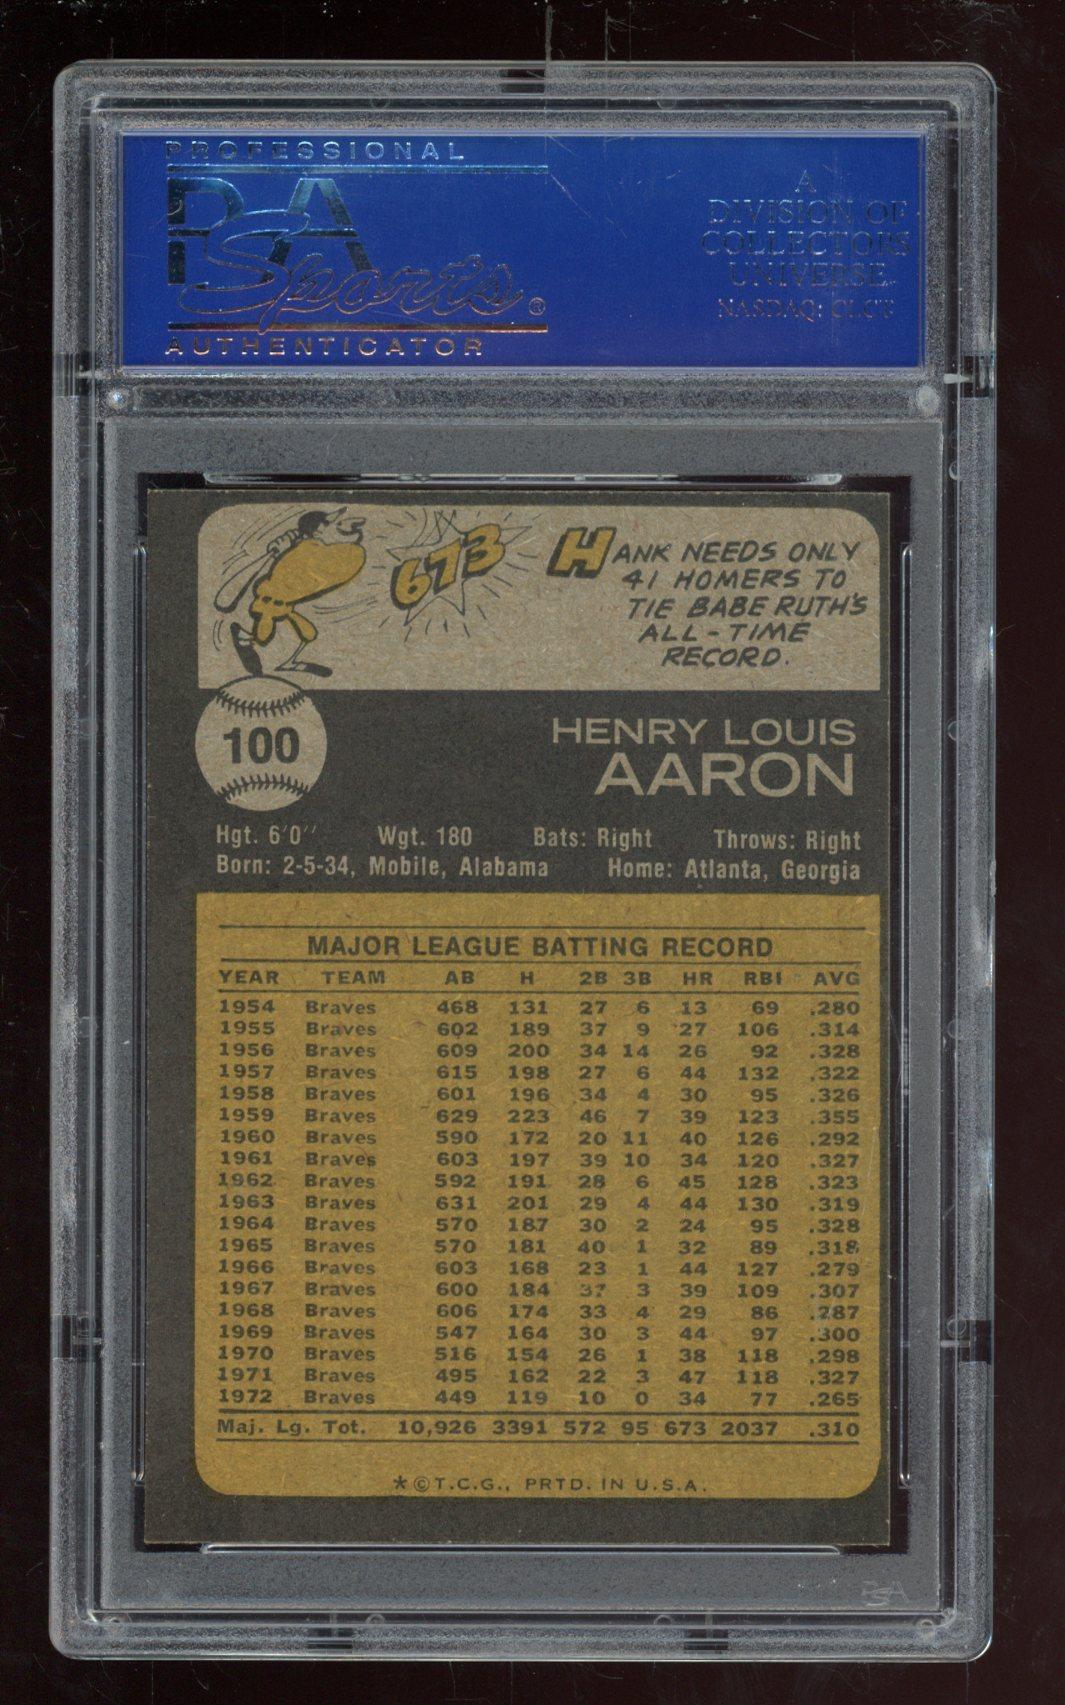 PROFESSIONAL
PSA
Sports®
AUTHENTICATOR
A
DIVISION OF
COLLECTORS
UNIVERSE
NASDAQ: CLCT
673
HANK NEEDS ONLY
41 HOMERS TO
TIE BABE RUTH'S
ALL-TIME
RECORD.
100
HENRY LOUIS
AARON
Hgt. 6'0'' Wgt. 180 Bats: Right Throws: Right
Born: 2-5-34, Mobile, Alabama Home: Atlanta, Georgia
MAJOR LEAGUE BATTING RECORD
YEAR TEAM AB H 2B 3B HR RBI AVG
1954 Braves 468 131 27 6 13 69 .280
1955 Braves 602 189 37 9 27 106 .314
1956 Braves 609 200 34 14 26 92 .328
1957 Braves 615 198 27 6 44 132 .322
1958 Braves 601 196 34 4 30 95 .326
1959 Braves 629 223 46 7 39 123 .355
1960 Braves 590 172 20 11 40 126 .292
1961 Braves 603 197 39 10 34 120 .327
1962 Braves 592 191 28 6 45 128 .323
1963 Braves 631 201 29 4 44 130 .319
1964 Braves 570 187 30 2 24 95 .328
1965 Braves 570 181 40 1 32 89 .318
1966 Braves 603 168 23 1 44 127 .279
1967 Braves 600 184 37 3 39 109 .307
1968 Braves 606 174 33 4 29 86 .287
1969 Braves 547 164 30 3 44 97 .300
1970 Braves 516 154 26 1 38 118 .298
1971 Braves 495 162 22 3 47 118 .327
1972 Braves 449 119 10 0 34 77 .265
Maj. Lg. Tot. 10,926 3391 572 95 673 2037 .310
*©T.C.G., PRTD. IN U.S.A.
PSA